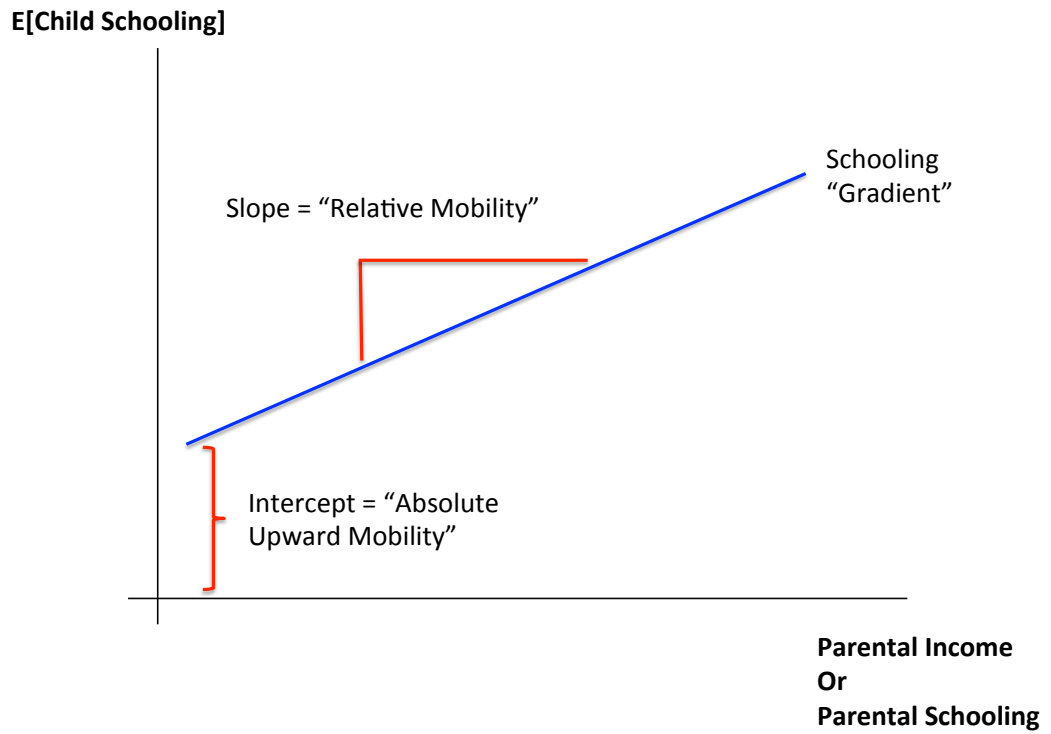 E[Child Schooling]
Schooling
“Gradient”
Slope = “Relative Mobility”
Intercept = “Absolute
Upward Mobility”
Parental Income
Or
Parental Schooling